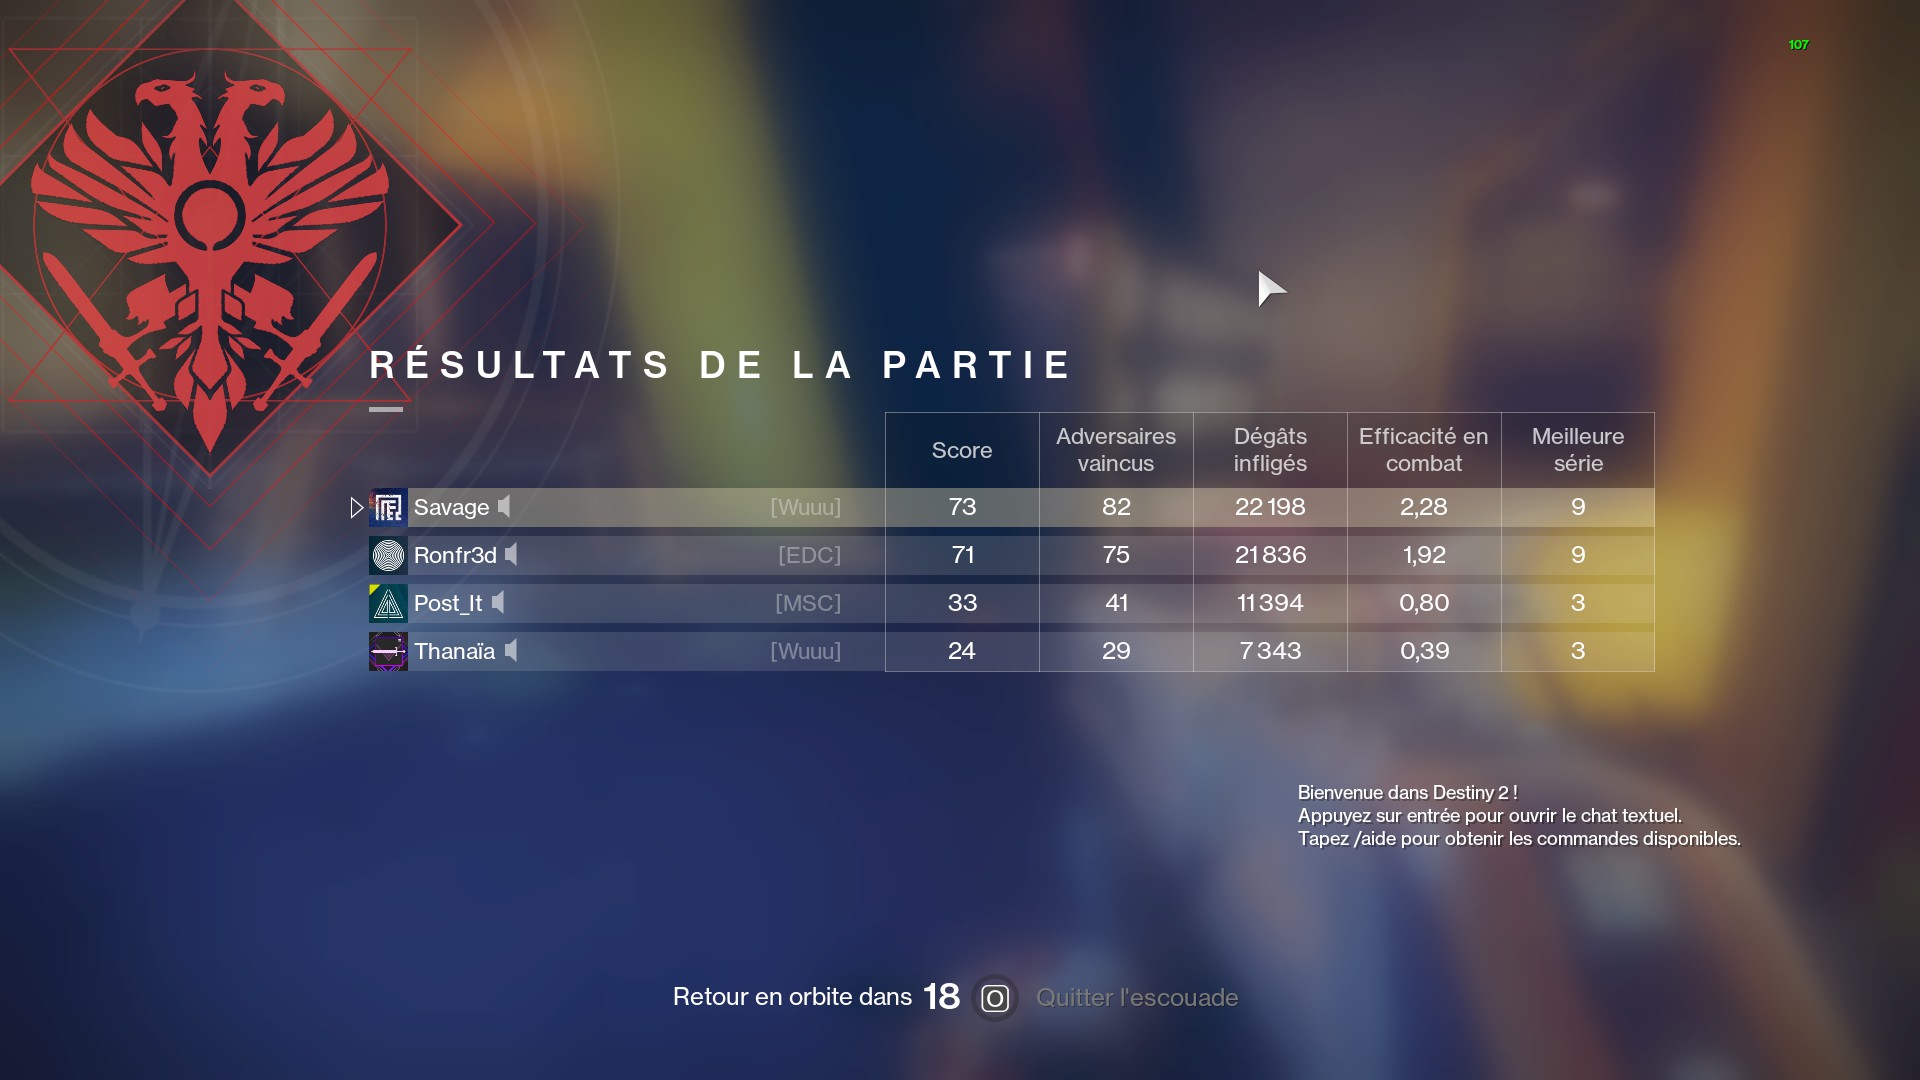 107
RÉSULTATS DE LA PARTIE
Score Adversaires vaincus Dégâts infligés Efficacité en combat Meilleure série
Savage [Wuuu] 73 82 22 198 2,28 9
Ronfr3d [EDC] 71 75 21 836 1,92 9
Post_It [MSC] 33 41 11 394 0,80 3
Thanaïa [Wuuu] 24 29 7 343 0,39 3
Bienvenue dans Destiny 2 !
Appuyez sur entrée pour ouvrir le chat textuel.
Tapez /aide pour obtenir les commandes disponibles.
Retour en orbite dans 18 O Quitter l'escouade